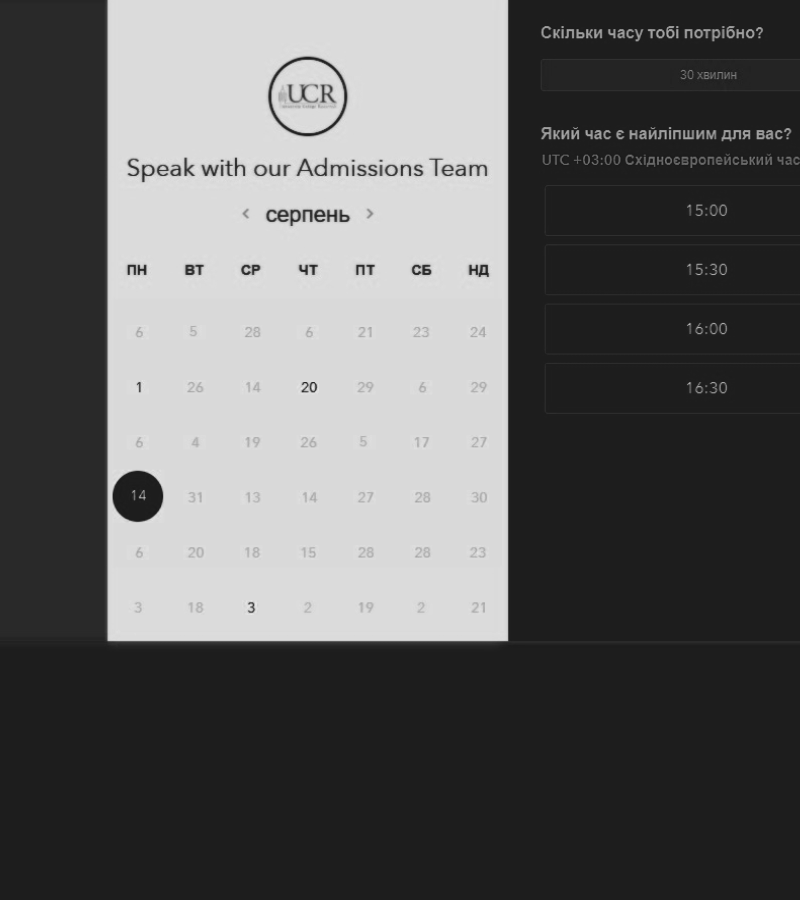 UCR
Speak with our Admissions Team
< серпень >
ПН ВТ СР ЧТ ПТ СБ НД
6 5 28 6 21 23 24
1 26 14 20 29 6 29
6 4 19 26 5 17 27
14 31 13 14 27 28 30
6 20 18 15 28 28 23
3 18 3 2 19 2 21
Скільки часу тобі потрібно?
30 хвилин
Який час є найліпшим для вас?
UTC +03:00 Східноєвропейський час
15:00
15:30
16:00
16:30